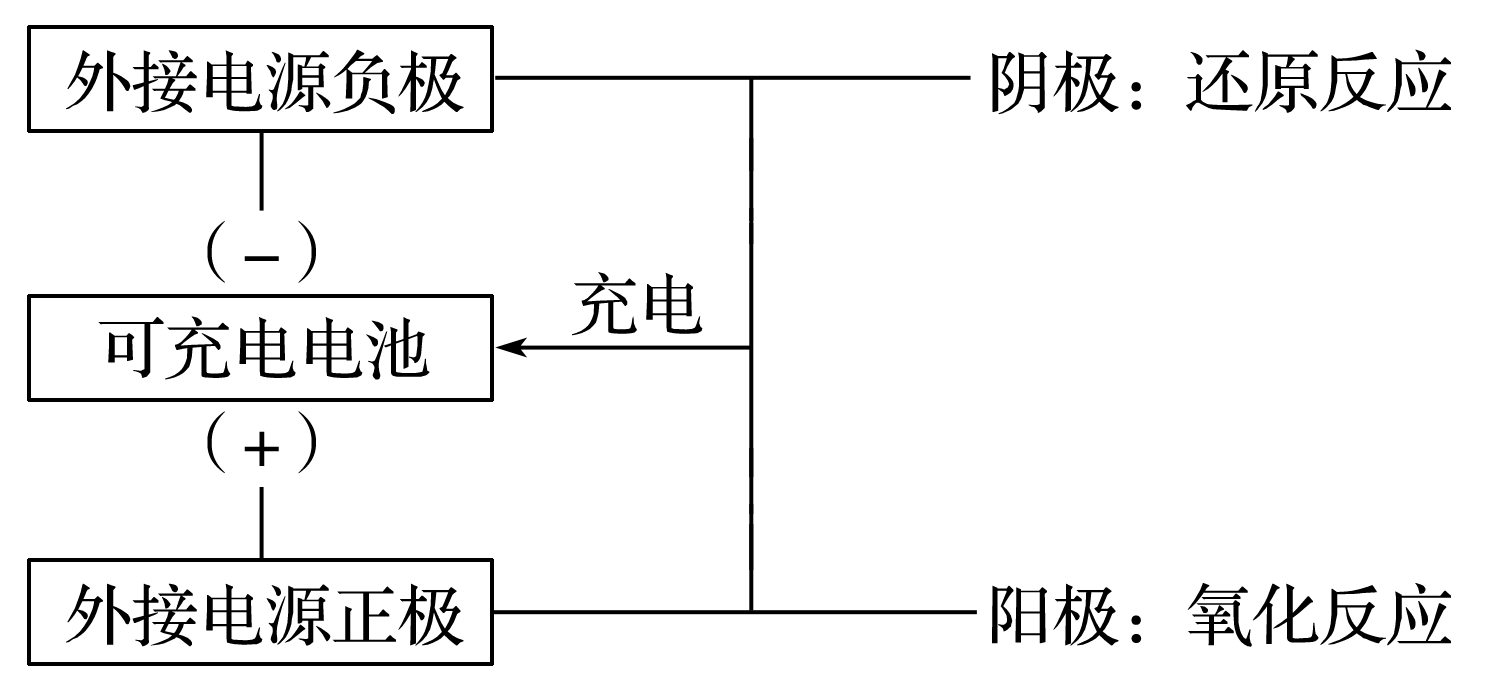 外接电源负极
阴极：还原反应
（－）
可充电电池
充电
（＋）
外接电源正极
阳极：氧化反应